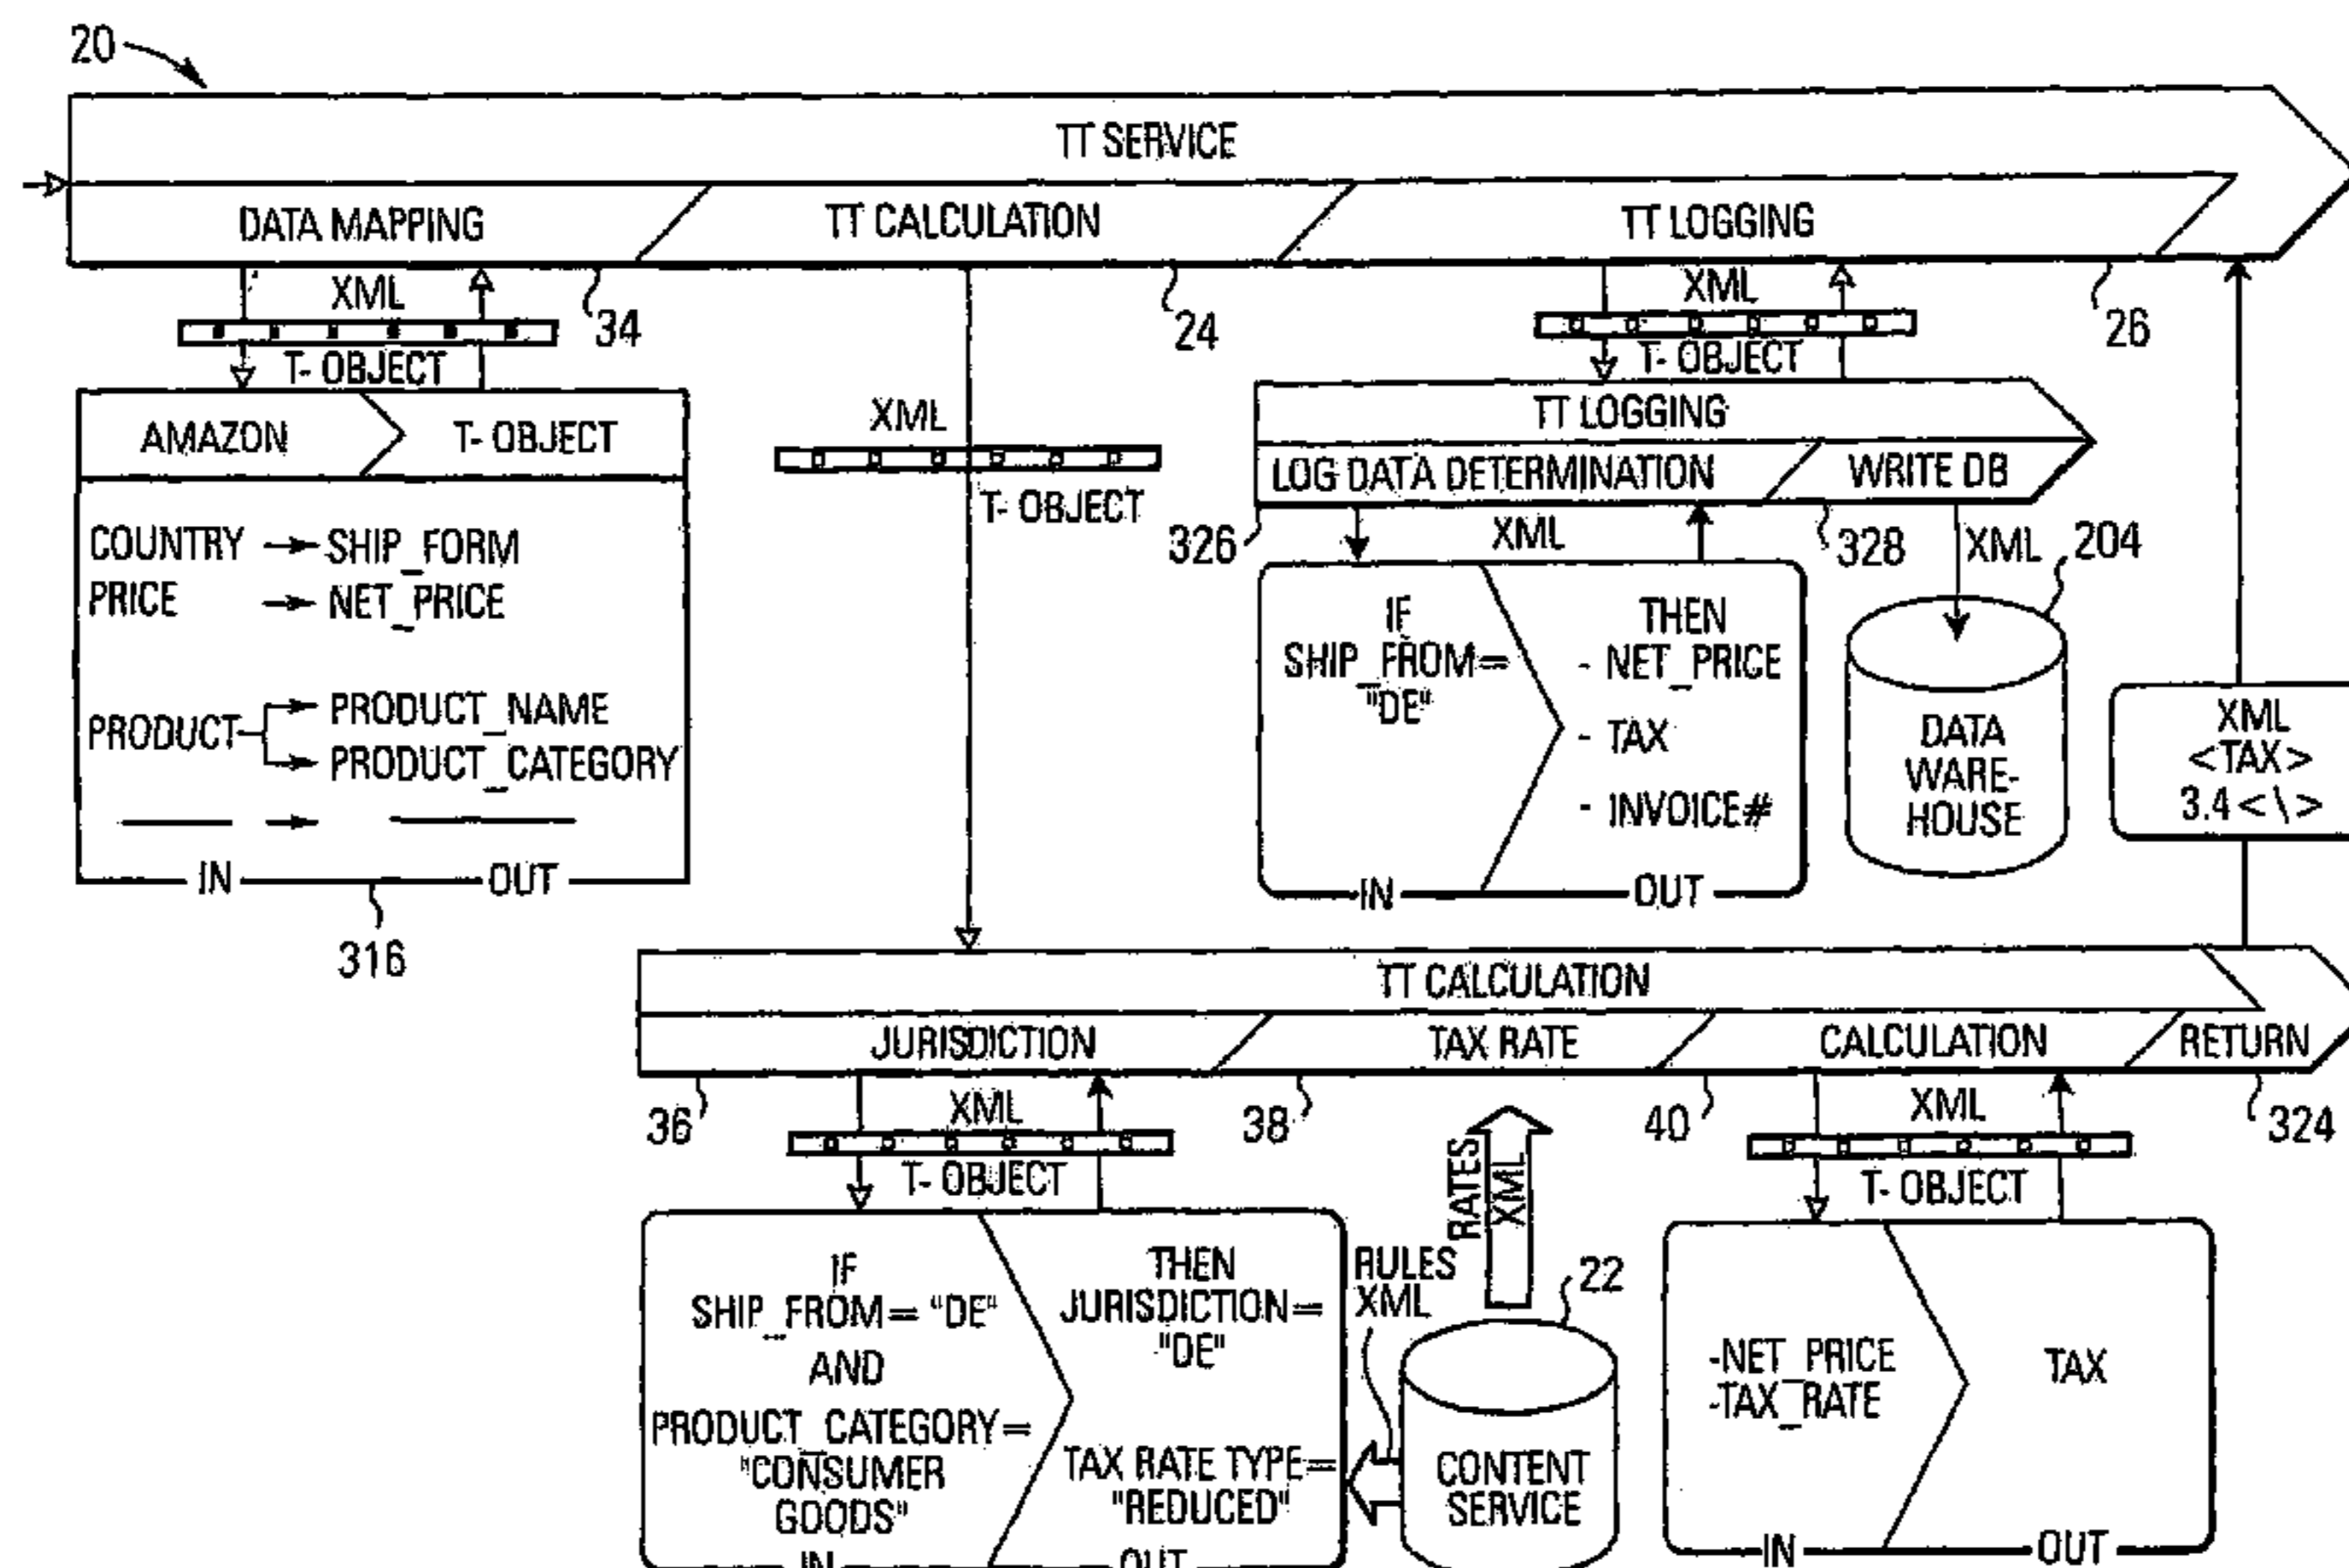 20
TT SERVICE
DATA MAPPING
TT CALCULATION
TT LOGGING
XML
34
24
XML
26
T- OBJECT
T- OBJECT
AMAZON
T- OBJECT
COUNTRY → SHIP_FORM
PRICE → NET_PRICE
PRODUCT
PRODUCT_NAME
PRODUCT_CATEGORY
IN
OUT
316
XML
T- OBJECT
TT LOGGING
LOG DATA DETERMINATION
WRITE DB
326
XML
328
XML
204
IF
SHIP_FROM=
"DE"
THEN
- NET_PRICE
- TAX
- INVOICE#
IN
OUT
DATA
WARE-
HOUSE
XML
<TAX>
3.4 <\>
TT CALCULATION
JURISDICTION
TAX RATE
CALCULATION
RETURN
36
XML
38
40
XML
324
T- OBJECT
T- OBJECT
IF
SHIP_FROM= "DE"
AND
PRODUCT_CATEGORY=
"CONSUMER
GOODS"
IN
THEN
JURISDICTION=
"DE"
TAX RATE TYPE=
"REDUCED"
OUT
RATES
XML
RULES
XML
22
CONTENT
SERVICE
-NET_PRICE
-TAX_RATE
TAX
IN
OUT